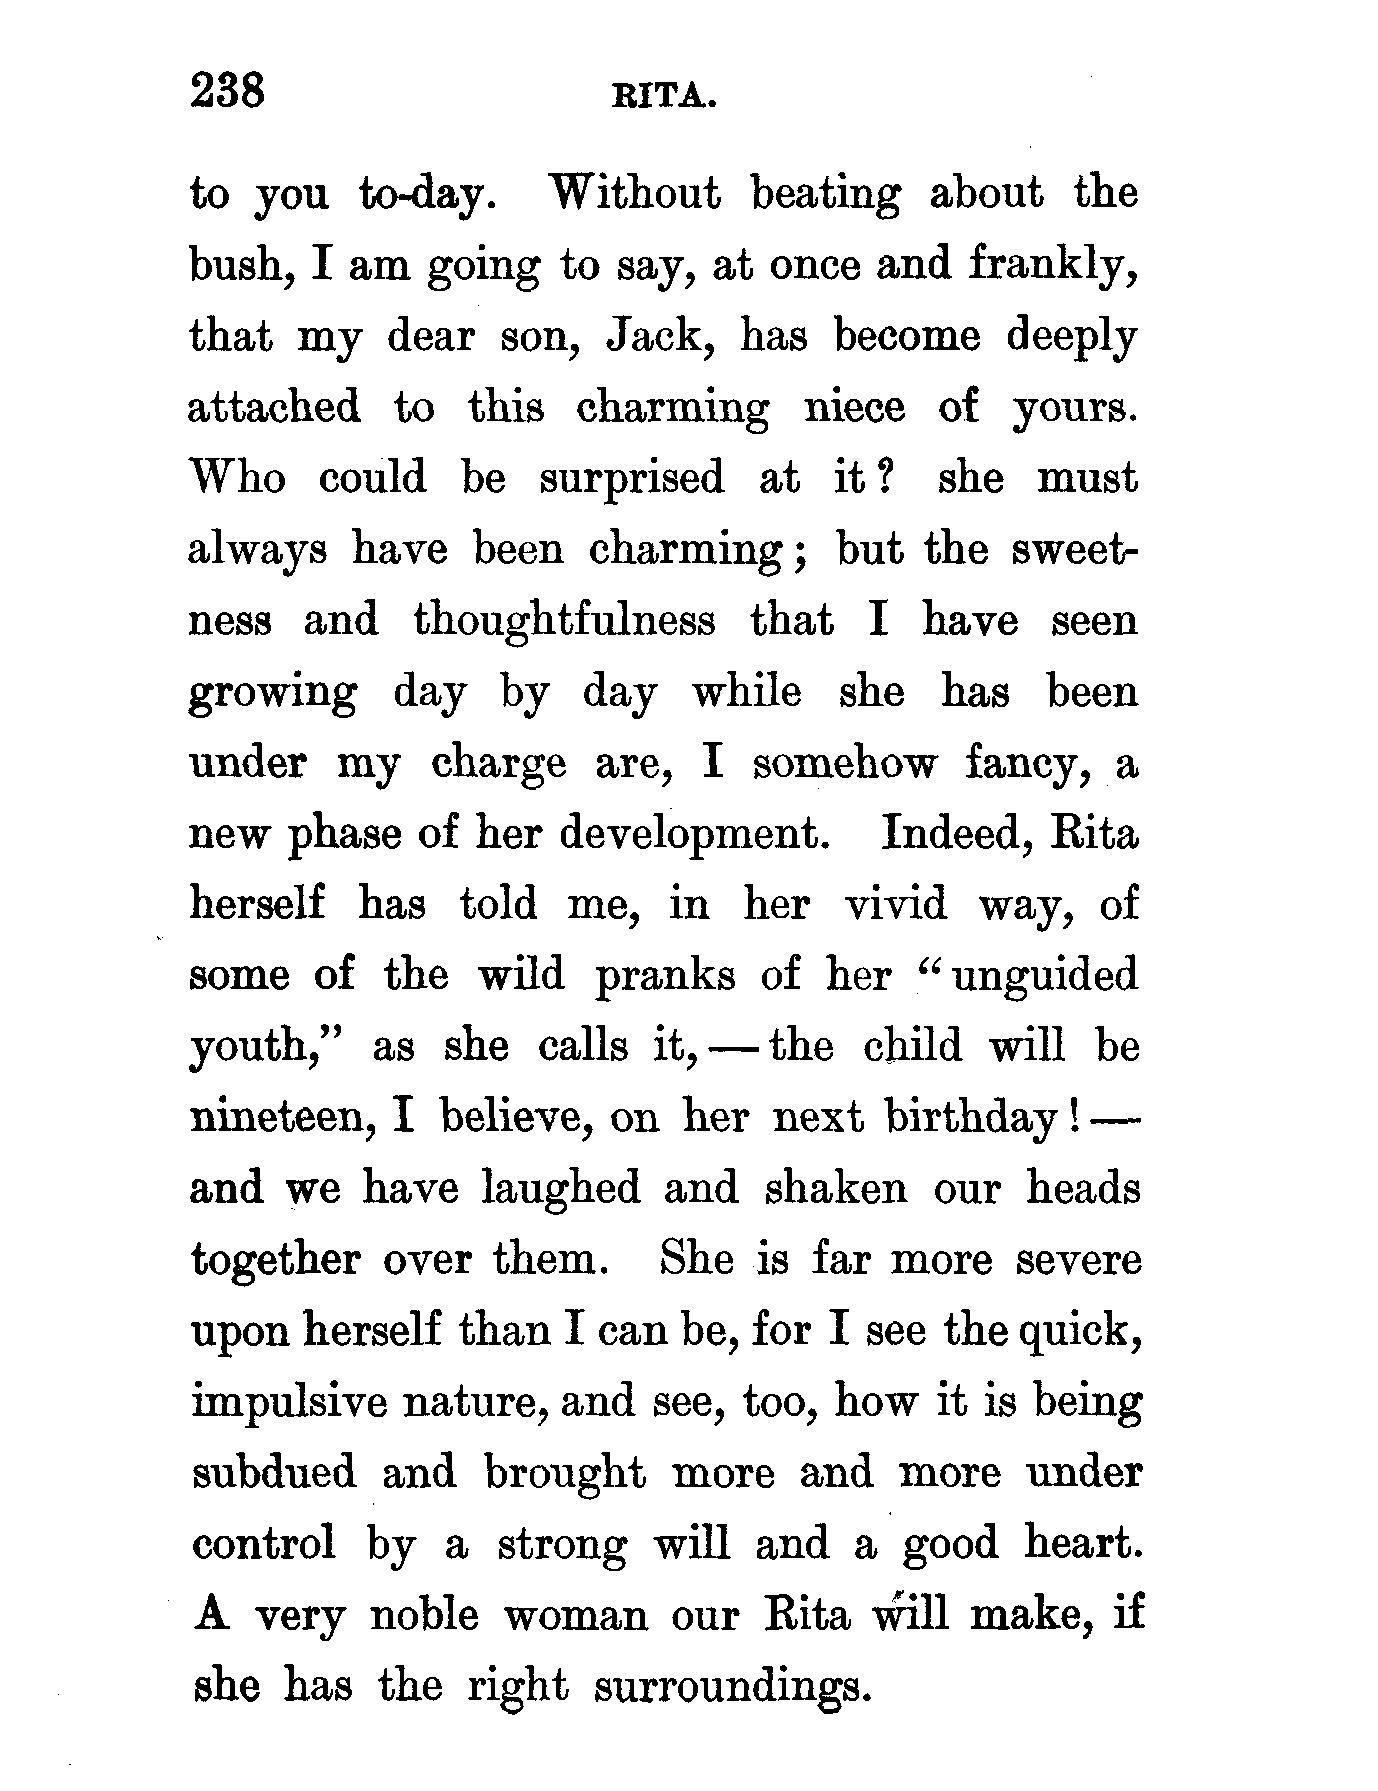 238 RITA.
to you to-day. Without beating about the
bush, I am going to say, at once and frankly,
that my dear son, Jack, has become deeply
attached to this charming niece of yours.
Who could be surprised at it? she must
always have been charming; but the sweet-
ness and thoughtfulness that I have seen
growing day by day while she has been
under my charge are, I somehow fancy, a
new phase of her development. Indeed, Rita
herself has told me, in her vivid way, of
some of the wild pranks of her “unguided
youth,” as she calls it,—the child will be
nineteen, I believe, on her next birthday!—
and we have laughed and shaken our heads
together over them. She is far more severe
upon herself than I can be, for I see the quick,
impulsive nature, and see, too, how it is being
subdued and brought more and more under
control by a strong will and a good heart.
A very noble woman our Rita will make, if
she has the right surroundings.